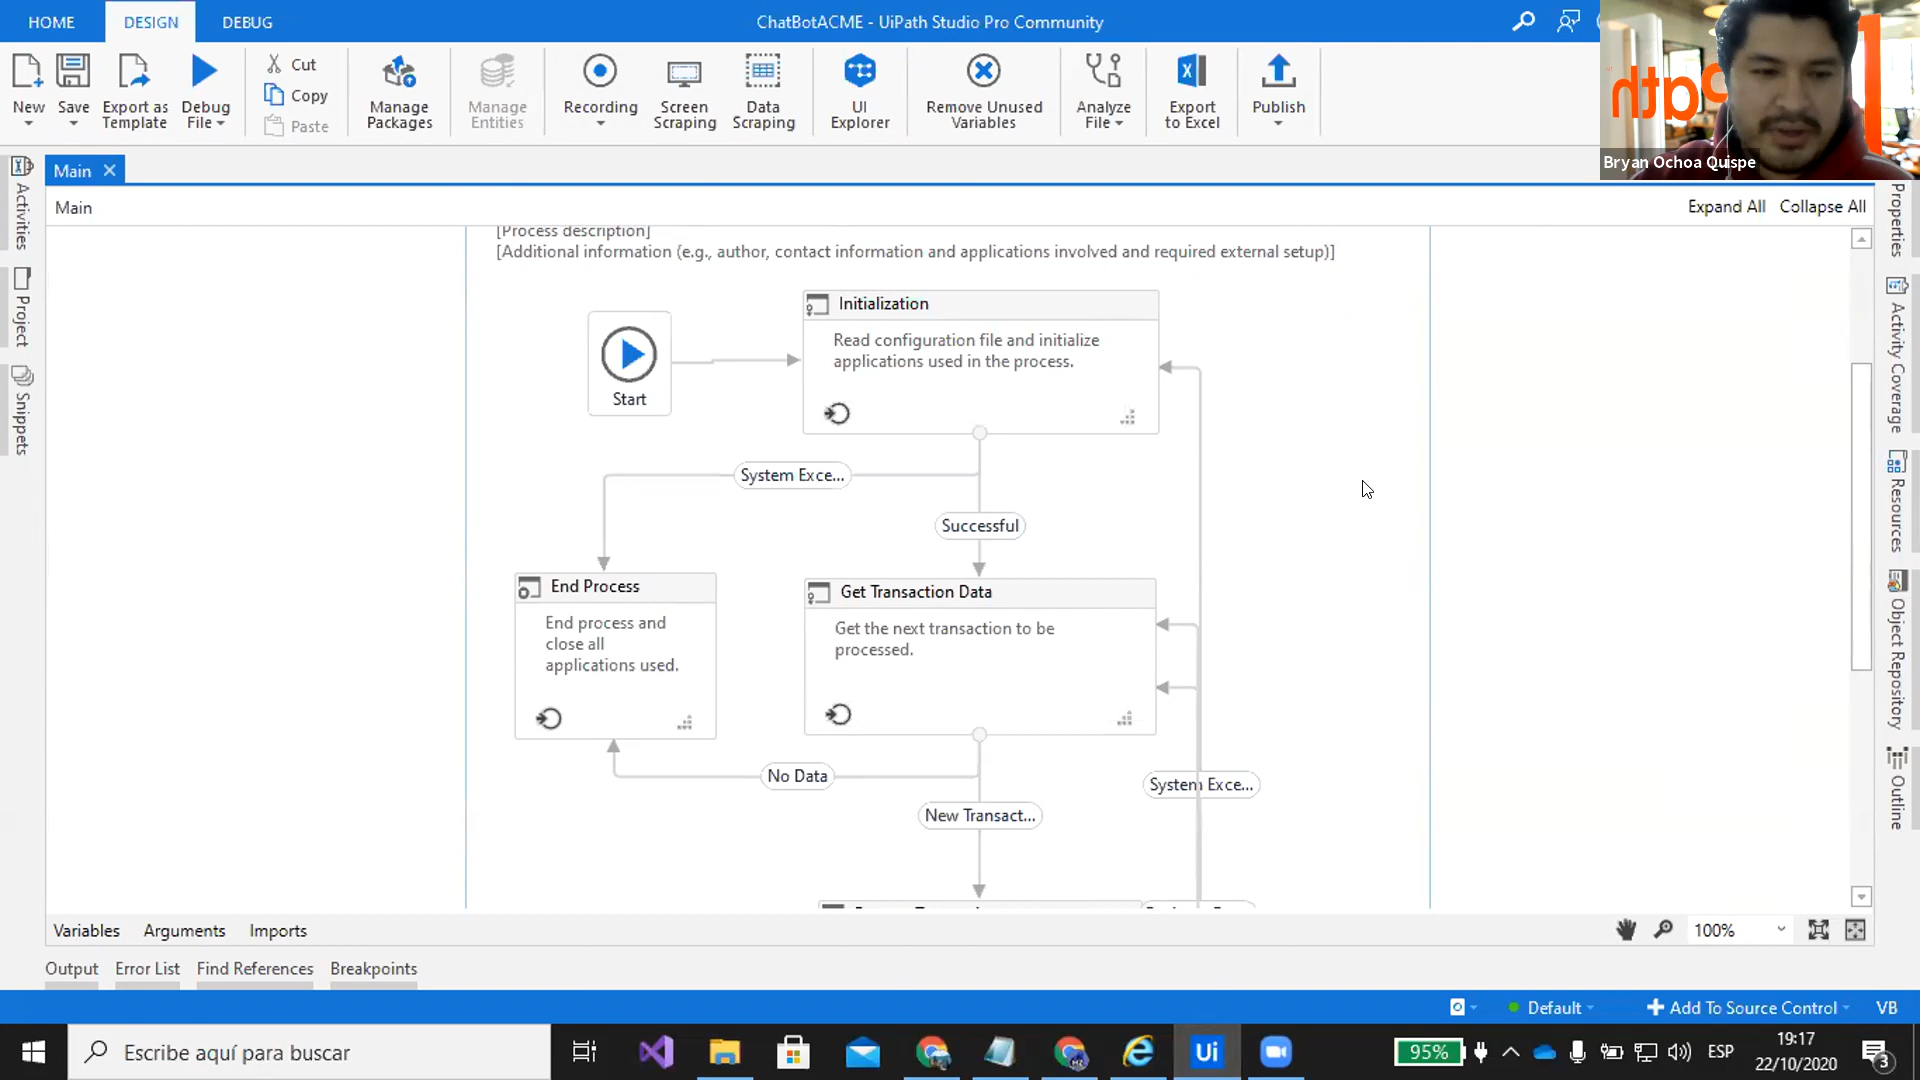 HOME DESIGN DEBUG
ChatBotACME - UiPath Studio Pro Community
New
Save
Export as Template
Debug File
Cut
Copy
Paste
Manage Packages
Manage Entities
Recording
Screen Scraping
Data Scraping
UI Explorer
Remove Unused Variables
Analyze File
Export to Excel
Publish
Path
Bryan Ochoa Quispe
Main
Main
Expand All Collapse All
Activities
Project
Snippets
Properties
Activity Coverage
Resources
Object Repository
Outline
[Process description]
[Additional information (e.g., author, contact information and applications involved and required external setup)]
Start
Initialization
Read configuration file and initialize
applications used in the process.
System Exce...
Successful
End Process
End process and
close all
applications used.
Get Transaction Data
Get the next transaction to be
processed.
No Data
System Exce...
New Transact...
Variables Arguments Imports
100%
Output Error List Find References Breakpoints
Default
Add To Source Control
VB
Escribe aquí para buscar
Ui
95%
ESP
19:17
22/10/2020
3